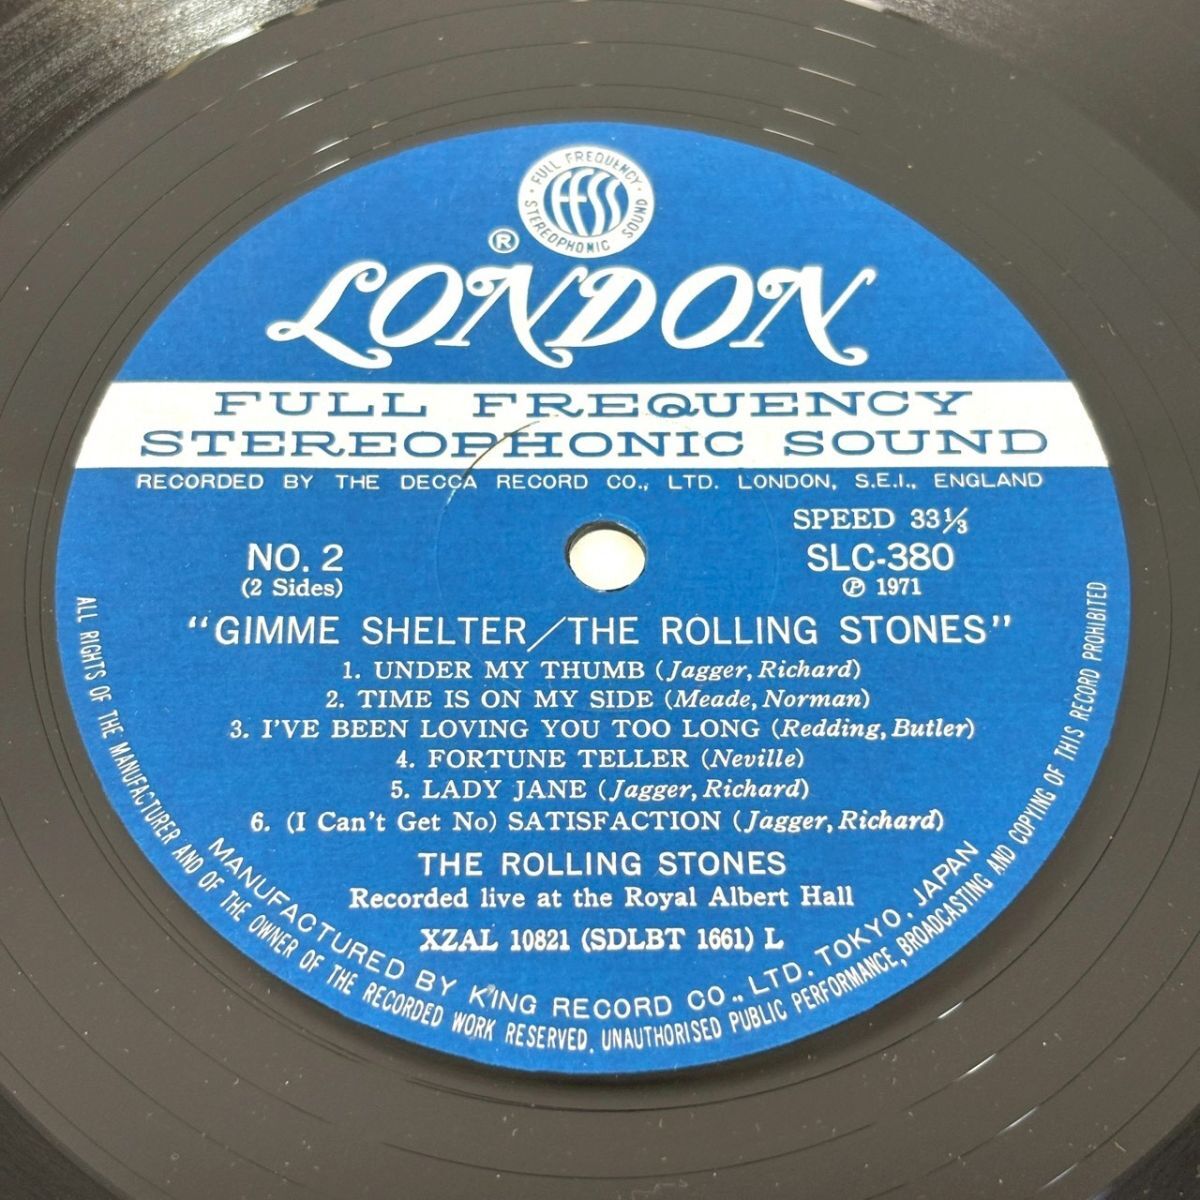 FULL FREQUENCY
FFSS
STEREOPHONIC SOUND
®
LONDON
FULL FREQUENCY
STEREOPHONIC SOUND
RECORDED BY THE DECCA RECORD CO., LTD. LONDON, S.E.I., ENGLAND
SPEED 33⅓
NO. 2
SLC-380
(2 Sides)
℗ 1971
"GIMME SHELTER/THE ROLLING STONES"
1. UNDER MY THUMB (Jagger, Richard)
2. TIME IS ON MY SIDE (Meade, Norman)
3. I'VE BEEN LOVING YOU TOO LONG (Redding, Butler)
4. FORTUNE TELLER (Neville)
5. LADY JANE (Jagger, Richard)
6. (I Can't Get No) SATISFACTION (Jagger, Richard)
THE ROLLING STONES
Recorded live at the Royal Albert Hall
XZAL 10821 (SDLBT 1661) L
MANUFACTURED BY KING RECORD CO., LTD. TOKYO, JAPAN
ALL RIGHTS OF THE MANUFACTURER AND OF THE OWNER OF THE RECORDED WORK RESERVED. UNAUTHORISED PUBLIC PERFORMANCE, BROADCASTING AND COPYING OF THIS RECORD PROHIBITED